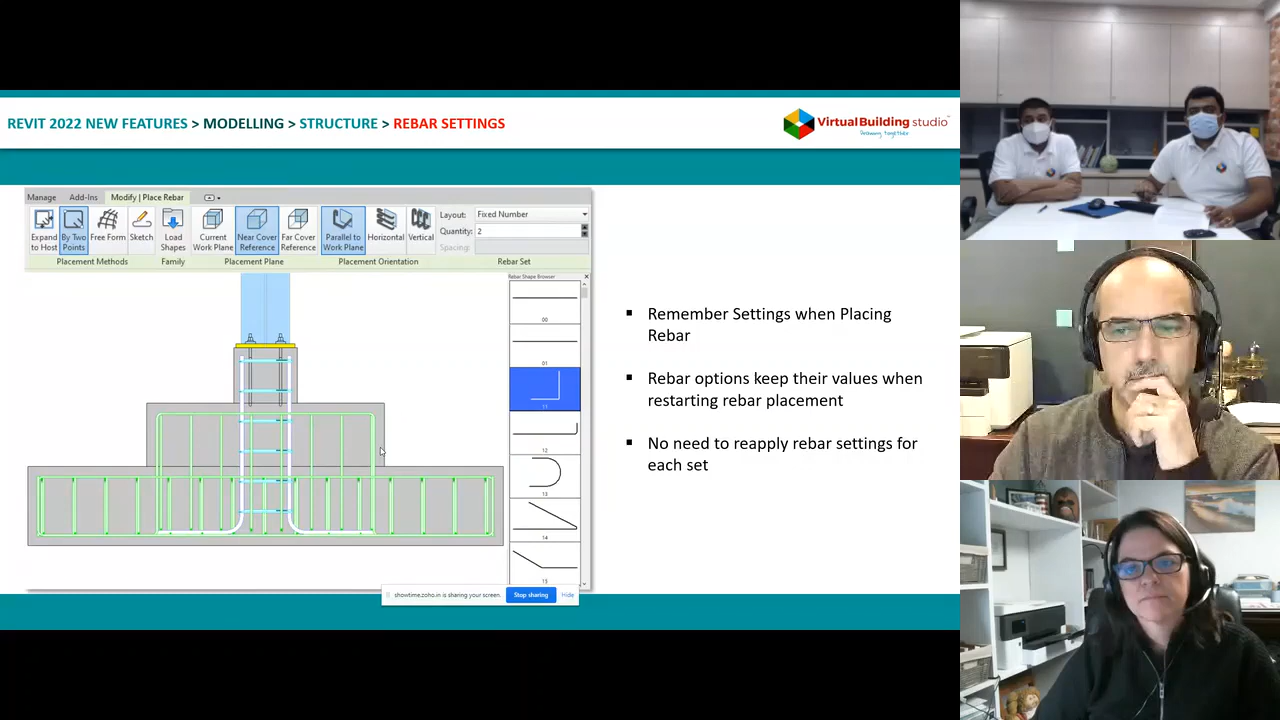 REVIT 2022 NEW FEATURES > MODELLING > STRUCTURE > REBAR SETTINGS
VirtualBuilding studio
Drawing together
Manage Add-Ins Modify | Place Rebar
Expand to Host
By Two Points
Free Form
Sketch
Load Shapes
Current Work Plane
Near Cover Reference
Far Cover Reference
Parallel to Work Plane
Horizontal
Vertical
Layout: Fixed Number
Quantity: 2
Spacing:
Placement Methods Family Placement Plane Placement Orientation Rebar Set
Rebar Shape Browser
00
01
11
12
13
14
15
Remember Settings when Placing
Rebar
Rebar options keep their values when
restarting rebar placement
No need to reapply rebar settings for
each set
showtime.zoho.in is sharing your screen. Stop sharing Hide